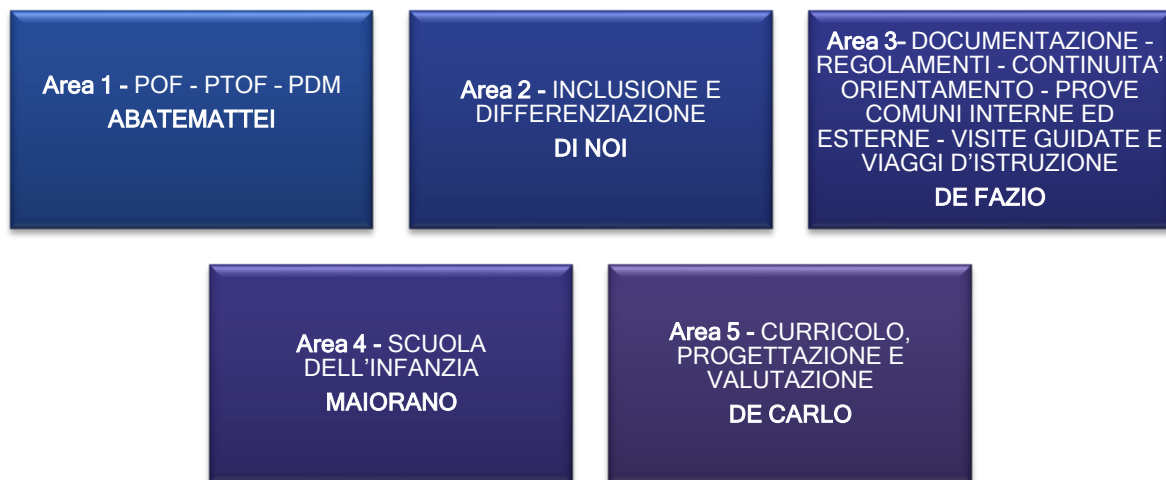 Area 1 - POF - PTOF - PDM
ABATEMATTEI
Area 2 - INCLUSIONE E
DIFFERENZIAZIONE
DI NOI
Area 3- DOCUMENTAZIONE -
REGOLAMENTI - CONTINUITA'
ORIENTAMENTO - PROVE
COMUNI INTERNE ED
ESTERNE - VISITE GUIDATE E
VIAGGI D'ISTRUZIONE
DE FAZIO
Area 4 - SCUOLA
DELL'INFANZIA
MAIORANO
Area 5 - CURRICOLO,
PROGETTAZIONE E
VALUTAZIONE
DE CARLO